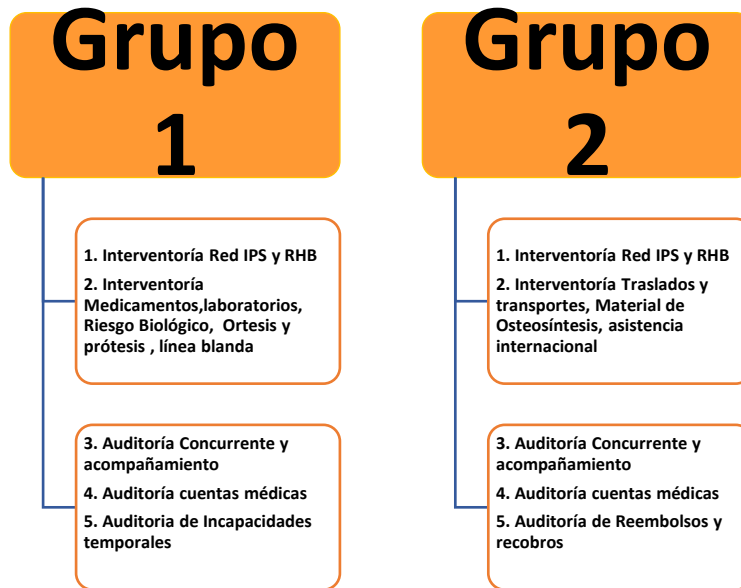 Grupo
1
1. Interventoría Red IPS y RHB
2. Interventoría
Medicamentos,laboratorios,
Riesgo Biológico, Ortesis y
prótesis , línea blanda
3. Auditoría Concurrente y
acompañamiento
4. Auditoría cuentas médicas
5. Auditoria de Incapacidades
temporales
Grupo
2
1. Interventoría Red IPS y RHB
2. Interventoría Traslados y
transportes, Material de
Osteosíntesis, asistencia
internacional
3. Auditoría Concurrente y
acompañamiento
4. Auditoría cuentas médicas
5. Auditoría de Reembolsos y
recobros